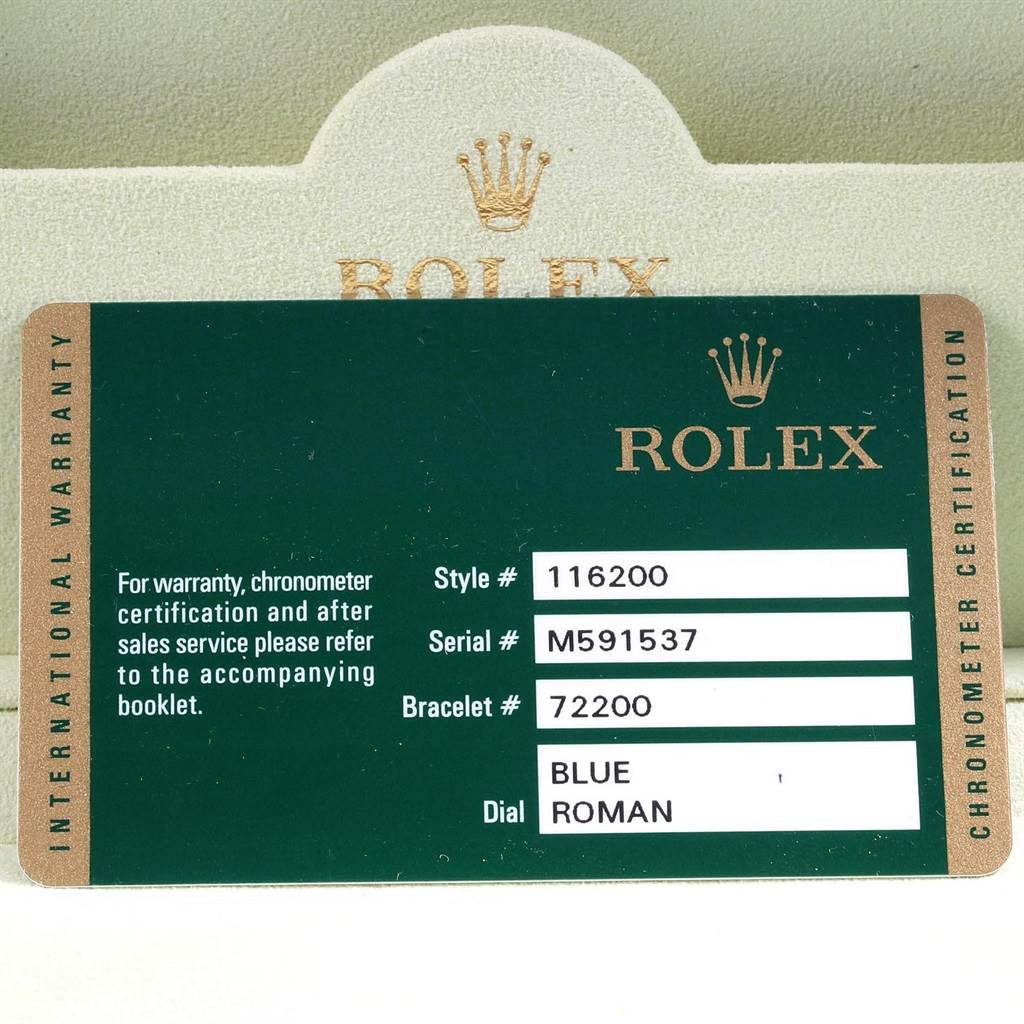 ROLEX
ROLEX
INTERNATIONAL WARRANTY
For warranty, chronometer
certification and after
sales service please refer
to the accompanying
booklet.
Style # 116200
Serial # M591537
Bracelet # 72200
Dial BLUE
ROMAN
CHRONOMETER CERTIFICATION